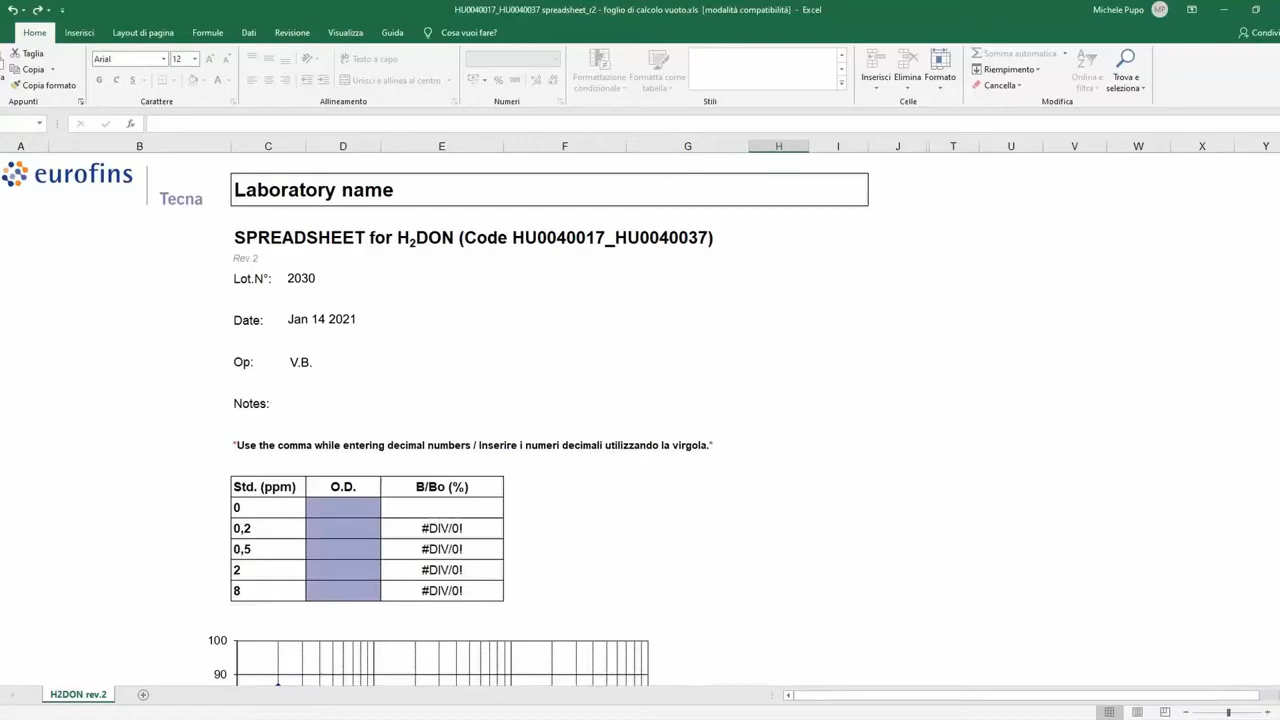 HU0040017_HU0040037 spreadsheet_r2 - foglio di calcolo vuoto.xls [modalità compatibilità] - Excel
Michele Pupo
MP
Home
Inserisci
Layout di pagina
Formule
Dati
Revisione
Visualizza
Guida
Cosa vuoi fare?
Condivi
Taglia
Copia
Copia formato
Appunti
Arial
12
G C S
Carattere
Testo a capo
Unisci e allinea al centro
Allineamento
%
000
Numeri
Formattazione condizionale
Formatta come tabella
Stili
Inserisci
Elimina
Formato
Celle
Somma automatica
Riempimento
Cancella
Ordina e filtra
Trova e seleziona
Modifica
fx
A B C D E F G H I J T U V W X Y
eurofins
Tecna
Laboratory name
SPREADSHEET for H₂DON (Code HU0040017_HU0040037)
Rev.2
Lot.N°: 2030
Date: Jan 14 2021
Op: V.B.
Notes:
"Use the comma while entering decimal numbers / Inserire i numeri decimali utilizzando la virgola."
Std. (ppm) O.D. B/Bo (%)
0
0,2 #DIV/0!
0,5 #DIV/0!
2 #DIV/0!
8 #DIV/0!
100
90
H2DON rev.2